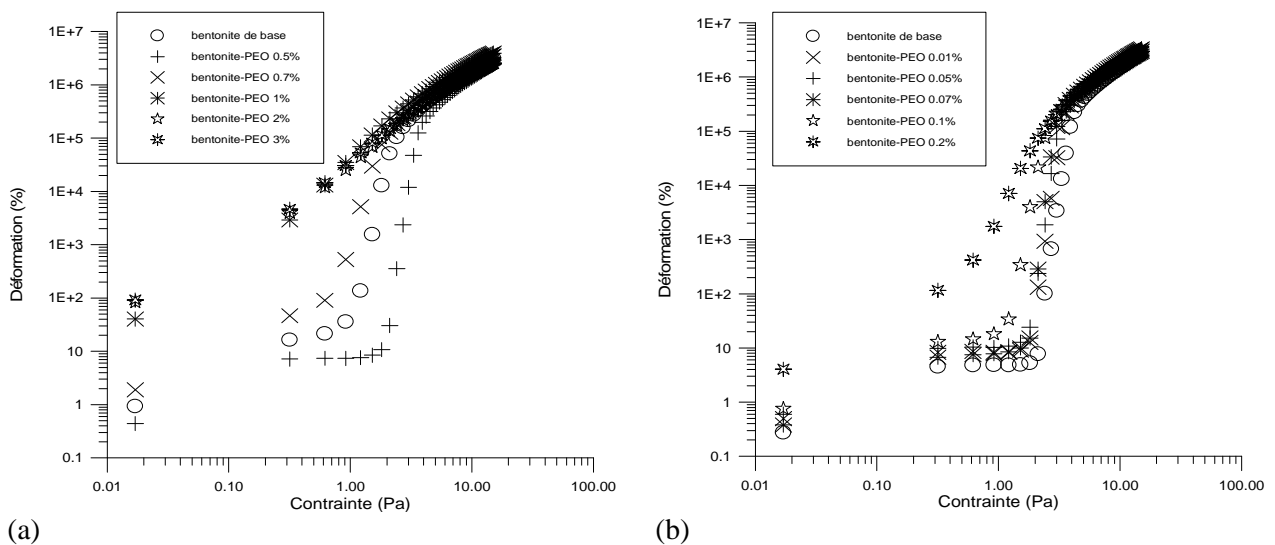 bentonite de base
bentonite-PEO 0.5%
bentonite-PEO 0.7%
bentonite-PEO 1%
bentonite-PEO 2%
bentonite-PEO 3%
1E+7
1E+6
1E+5
1E+4
1E+3
1E+2
10
1
0.1
Déformation (%)
0.01
0.10
1.00
10.00
100.00
Contrainte (Pa)
(a)
bentonite de base
bentonite-PEO 0.01%
bentonite-PEO 0.05%
bentonite-PEO 0.07%
bentonite-PEO 0.1%
bentonite-PEO 0.2%
1E+7
1E+6
1E+5
1E+4
1E+3
1E+2
10
1
0.1
Déformation (%)
0.01
0.10
1.00
10.00
100.00
Contrainte (Pa)
(b)